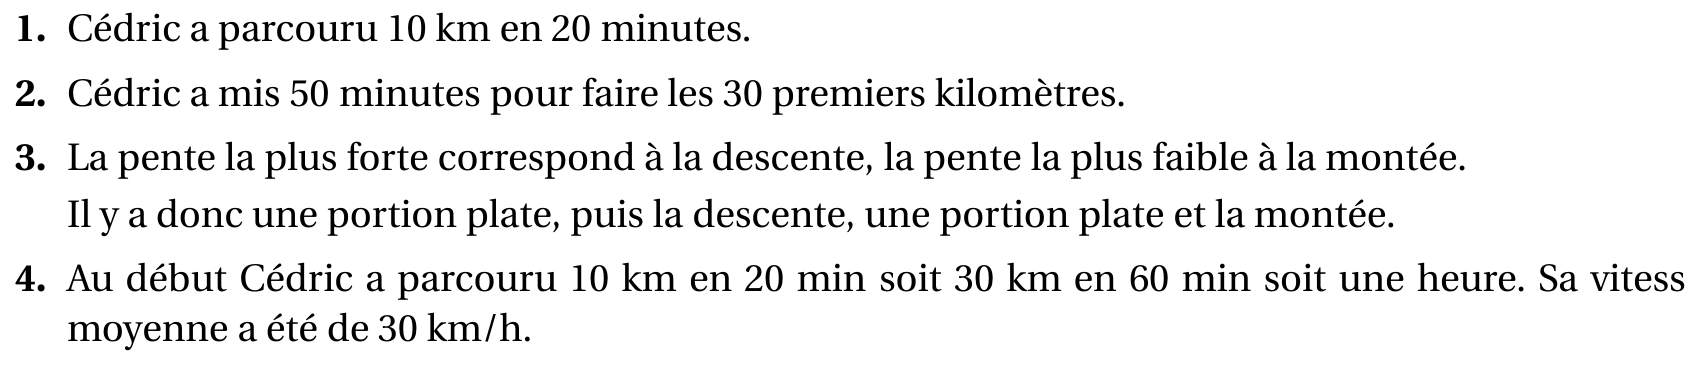 1. Cédric a parcouru 10 km en 20 minutes.
2. Cédric a mis 50 minutes pour faire les 30 premiers kilomètres.
3. La pente la plus forte correspond à la descente, la pente la plus faible à la montée.
Il y a donc une portion plate, puis la descente, une portion plate et la montée.
4. Au début Cédric a parcouru 10 km en 20 min soit 30 km en 60 min soit une heure. Sa vitess
moyenne a été de 30 km/h.